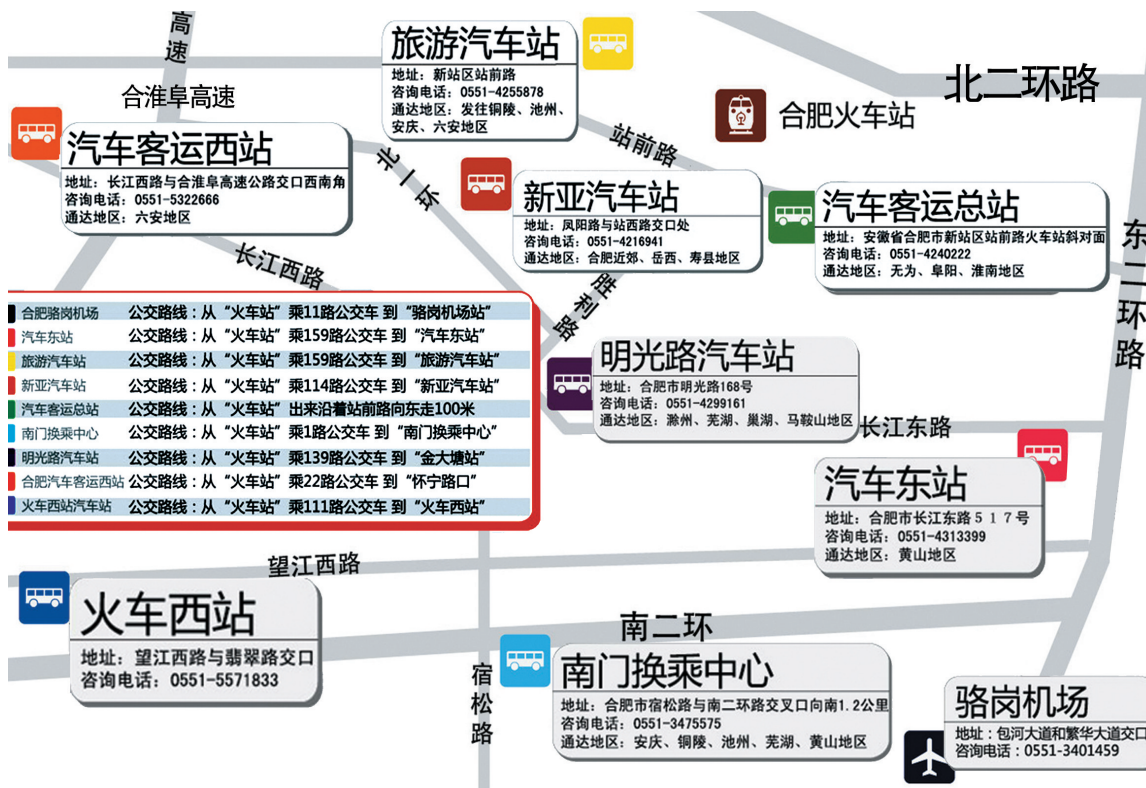 高速
合淮阜高速
旅游汽车站
地址：新站区站前路
咨询电话：0551-4255878
通达地区：发往铜陵、池州、
安庆、六安地区
北二环路
合肥火车站
站前路
汽车客运西站
地址：长江西路与合淮阜高速公路交口西南角
咨询电话：0551-5322666
通达地区：六安地区
北一环
新亚汽车站
地址：凤阳路与站西路交口处
咨询电话：0551-4216941
通达地区：合肥近郊、岳西、寿县地区
汽车客运总站
地址：安徽省合肥市新站区站前路火车站斜对面
咨询电话：0551-4240222
通达地区：无为、阜阳、淮南地区
东二环路
长江西路
胜利路
合肥骆岗机场 公交路线：从“火车站”乘11路公交车 到“骆岗机场站”
汽车东站 公交路线：从“火车站”乘159路公交车 到“汽车东站”
旅游汽车站 公交路线：从“火车站”乘159路公交车 到“旅游汽车站”
新亚汽车站 公交路线：从“火车站”乘114路公交车 到“新亚汽车站”
汽车客运总站 公交路线：从“火车站”出来沿着站前路向东走100米
南门换乘中心 公交路线：从“火车站”乘1路公交车 到“南门换乘中心”
明光路汽车站 公交路线：从“火车站”乘139路公交车 到“金大塘站”
合肥汽车客运西站 公交路线：从“火车站”乘22路公交车 到“怀宁路口”
火车西站汽车站 公交路线：从“火车站”乘111路公交车 到“火车西站”
明光路汽车站
地址：合肥市明光路168号
咨询电话：0551-4299161
通达地区：滁州、芜湖、巢湖、马鞍山地区
长江东路
汽车东站
地址：合肥市长江东路５１７号
咨询电话：0551-4313399
通达地区：黄山地区
望江西路
火车西站
地址：望江西路与翡翠路交口
咨询电话：0551-5571833
南二环
宿松路
南门换乘中心
地址：合肥市宿松路与南二环路交叉口向南1.2公里
咨询电话：0551-3475575
通达地区：安庆、铜陵、池州、芜湖、黄山地区
骆岗机场
地址：包河大道和繁华大道交口
咨询电话：0551-3401459